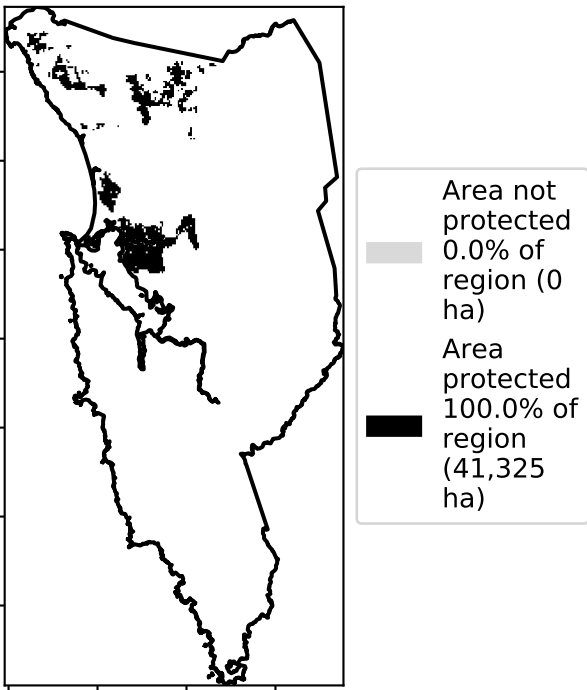 Area not
protected
0.0% of
region (0
ha)
Area
protected
100.0% of
region
(41,325
ha)